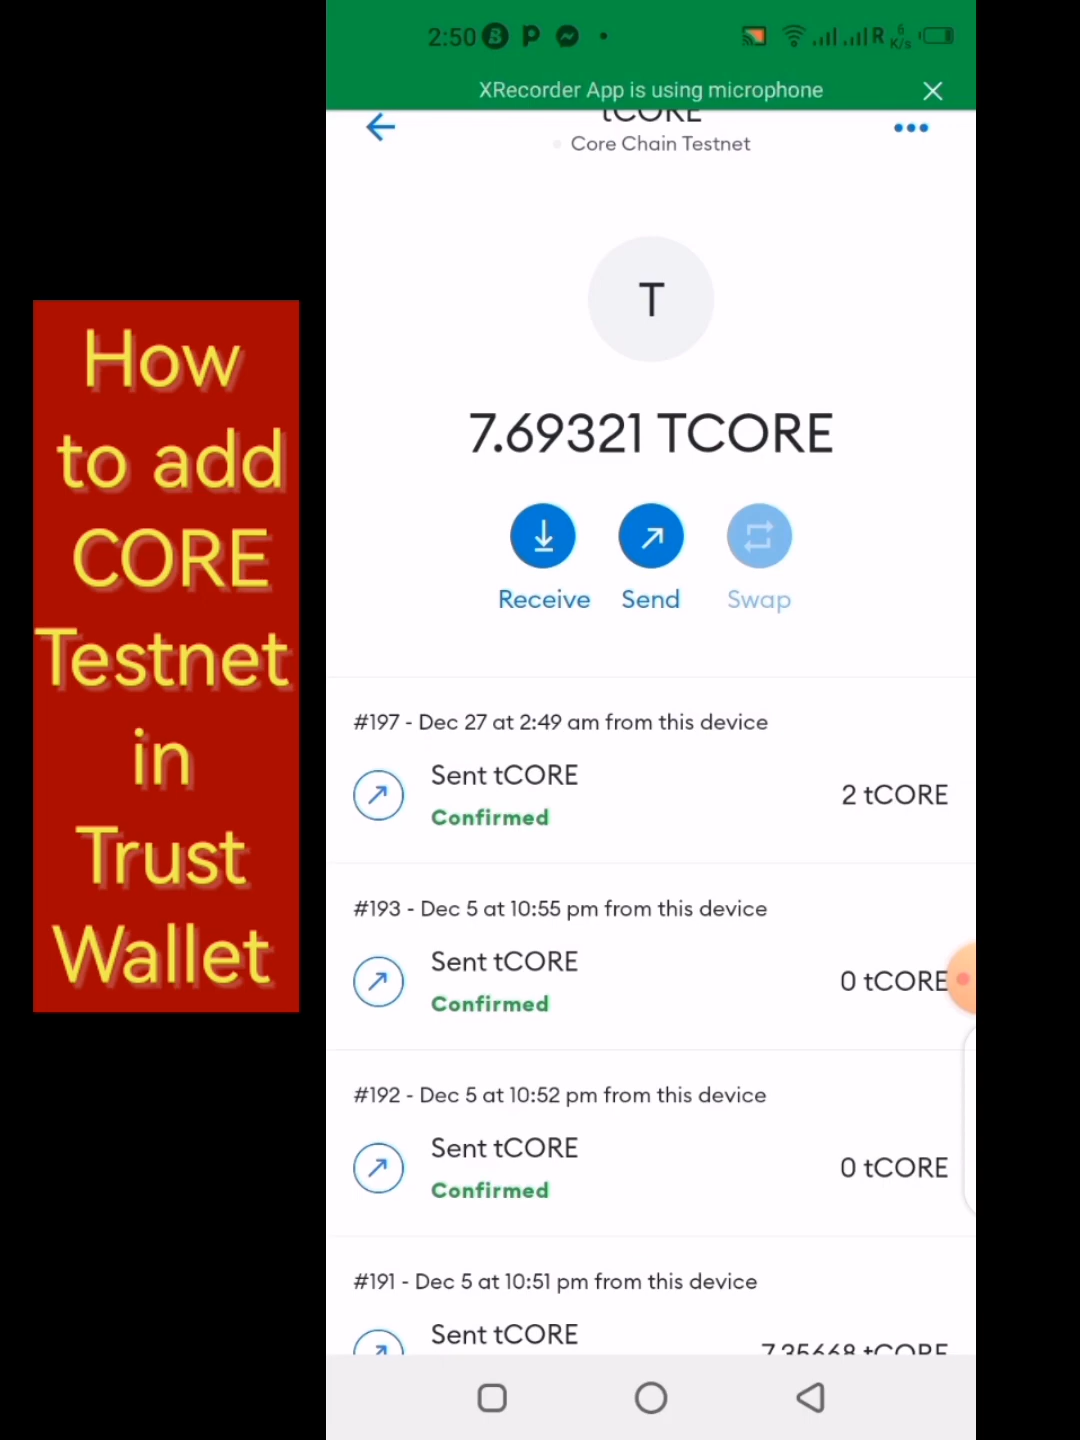 2:50
R 6 K/s
XRecorder App is using microphone
tCORE
Core Chain Testnet
T
7.69321 TCORE
Receive Send Swap
#197 - Dec 27 at 2:49 am from this device
Sent tCORE
2 tCORE
Confirmed
#193 - Dec 5 at 10:55 pm from this device
Sent tCORE
0 tCORE
Confirmed
#192 - Dec 5 at 10:52 pm from this device
Sent tCORE
0 tCORE
Confirmed
#191 - Dec 5 at 10:51 pm from this device
Sent tCORE
7.35668 tCORE
How
to add
CORE
Testnet
in
Trust
Wallet